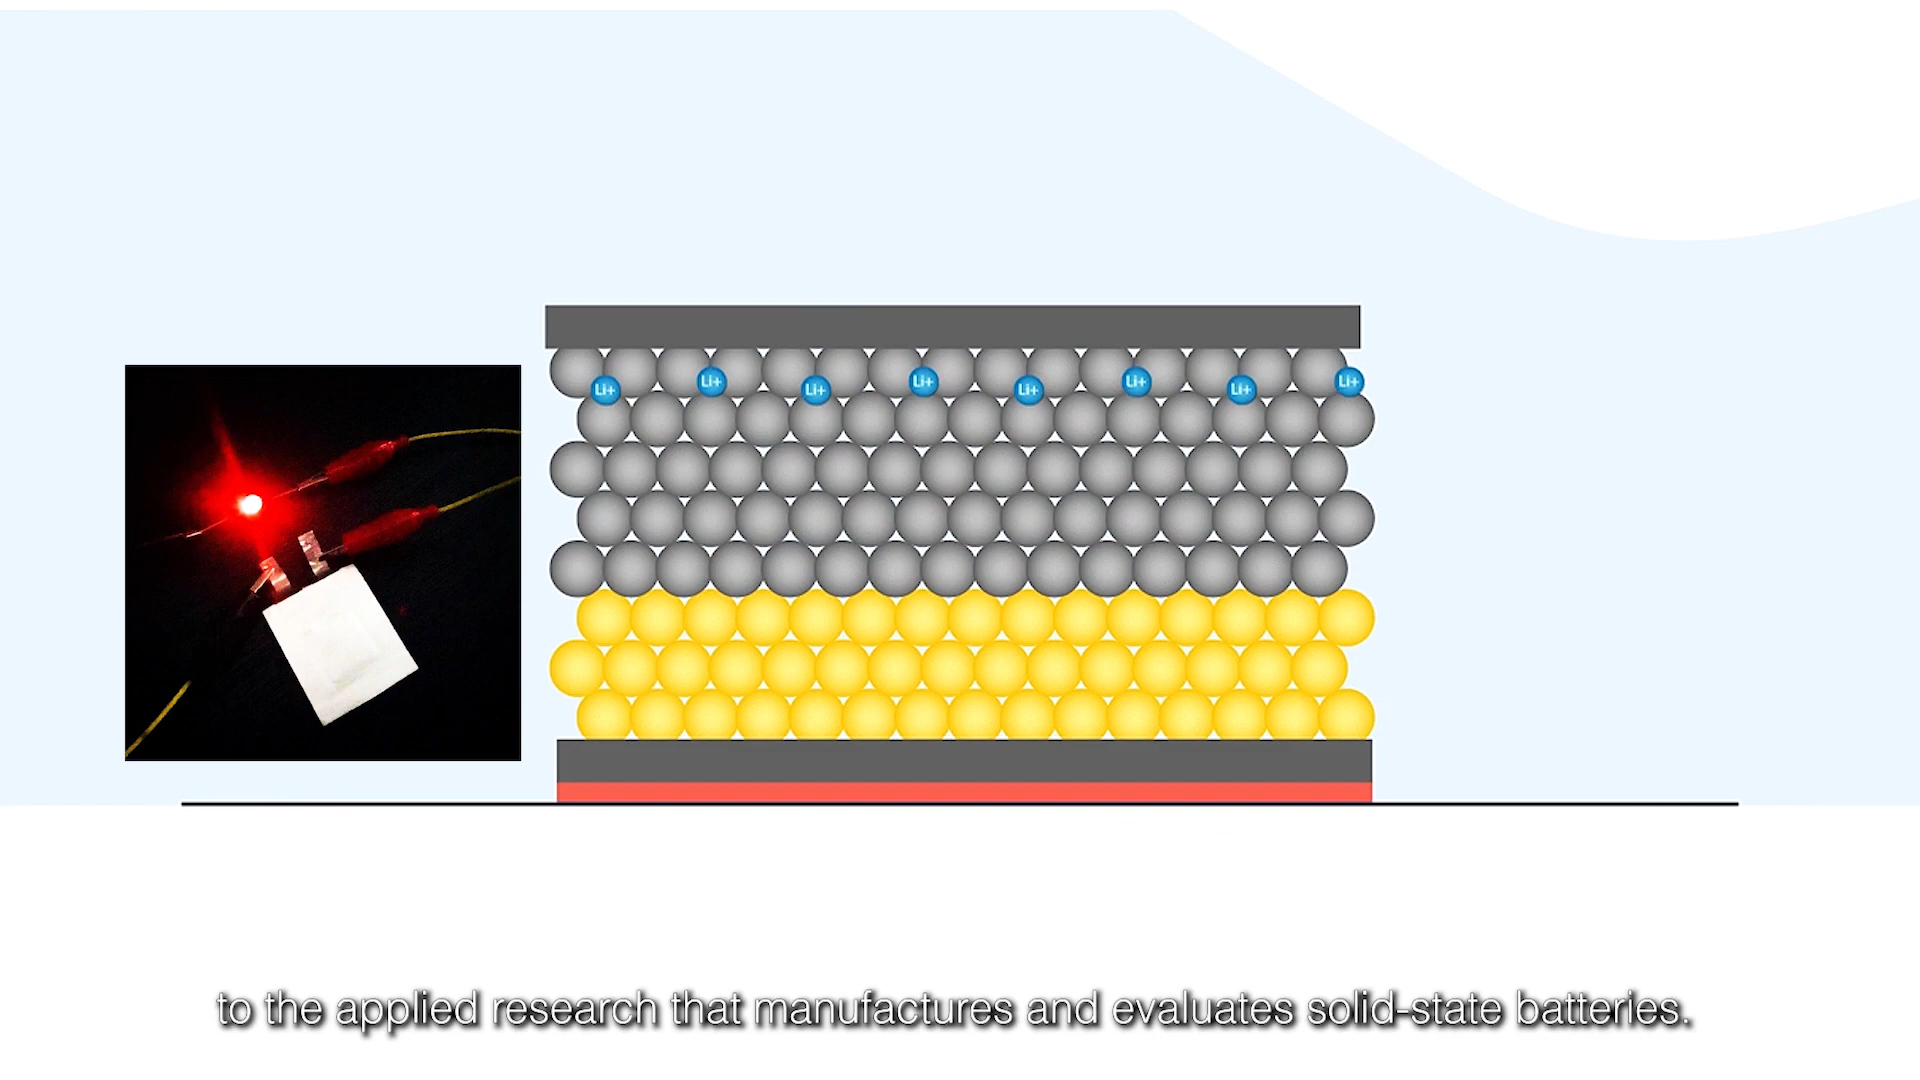 Li+
Li+
Li+
Li+
Li+
Li+
Li+
Li+
to the applied research that manufactures and evaluates solid-state batteries.